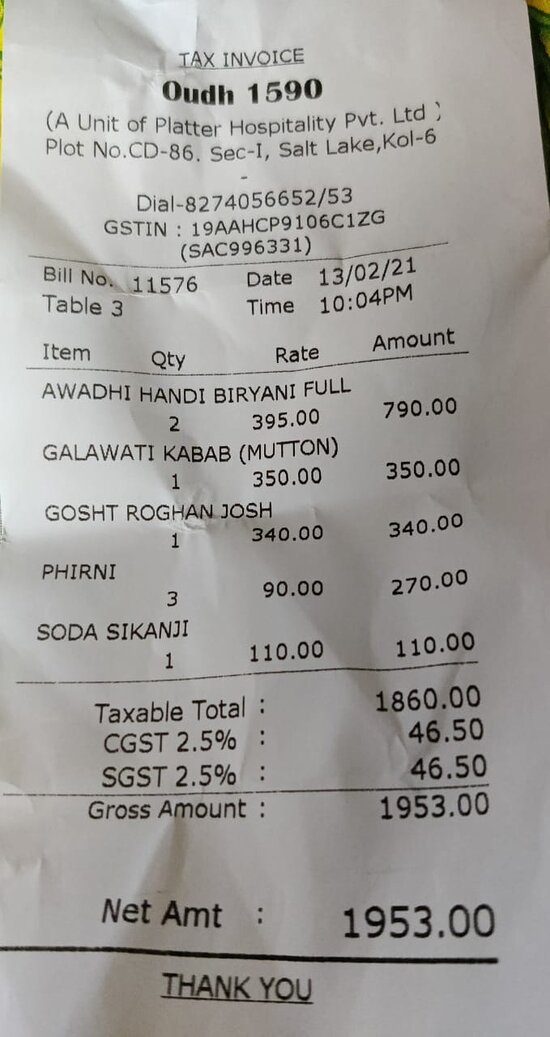 TAX INVOICE
Oudh 1590
(A Unit of Platter Hospitality Pvt. Ltd )
Plot No.CD-86. Sec-I, Salt Lake,Kol-6
-
Dial-8274056652/53
GSTIN : 19AAHCP9106C1ZG
(SAC996331)
Bill No. 11576 Date 13/02/21
Table 3 Time 10:04PM
Item Qty Rate Amount
AWADHI HANDI BIRYANI FULL
2 395.00 790.00
GALAWATI KABAB (MUTTON)
1 350.00 350.00
GOSHT ROGHAN JOSH
1 340.00 340.00
PHIRNI
3 90.00 270.00
SODA SIKANJI
1 110.00 110.00
Taxable Total : 1860.00
CGST 2.5% : 46.50
SGST 2.5% : 46.50
Gross Amount : 1953.00
Net Amt : 1953.00
THANK YOU